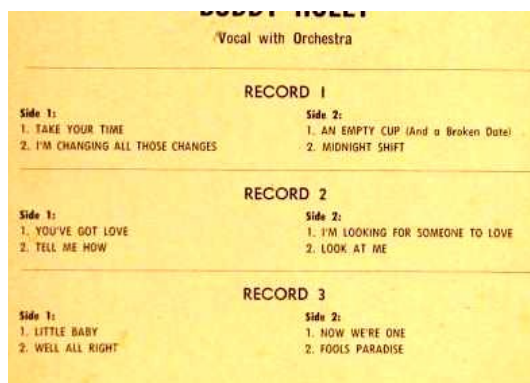 BUDDY HOLLY
Vocal with Orchestra
RECORD 1
Side 1:
1. TAKE YOUR TIME
2. I'M CHANGING ALL THOSE CHANGES
Side 2:
1. AN EMPTY CUP (And a Broken Date)
2. MIDNIGHT SHIFT
RECORD 2
Side 1:
1. YOU'VE GOT LOVE
2. TELL ME HOW
Side 2:
1. I'M LOOKING FOR SOMEONE TO LOVE
2. LOOK AT ME
RECORD 3
Side 1:
1. LITTLE BABY
2. WELL ALL RIGHT
Side 2:
1. NOW WE'RE ONE
2. FOOLS PARADISE